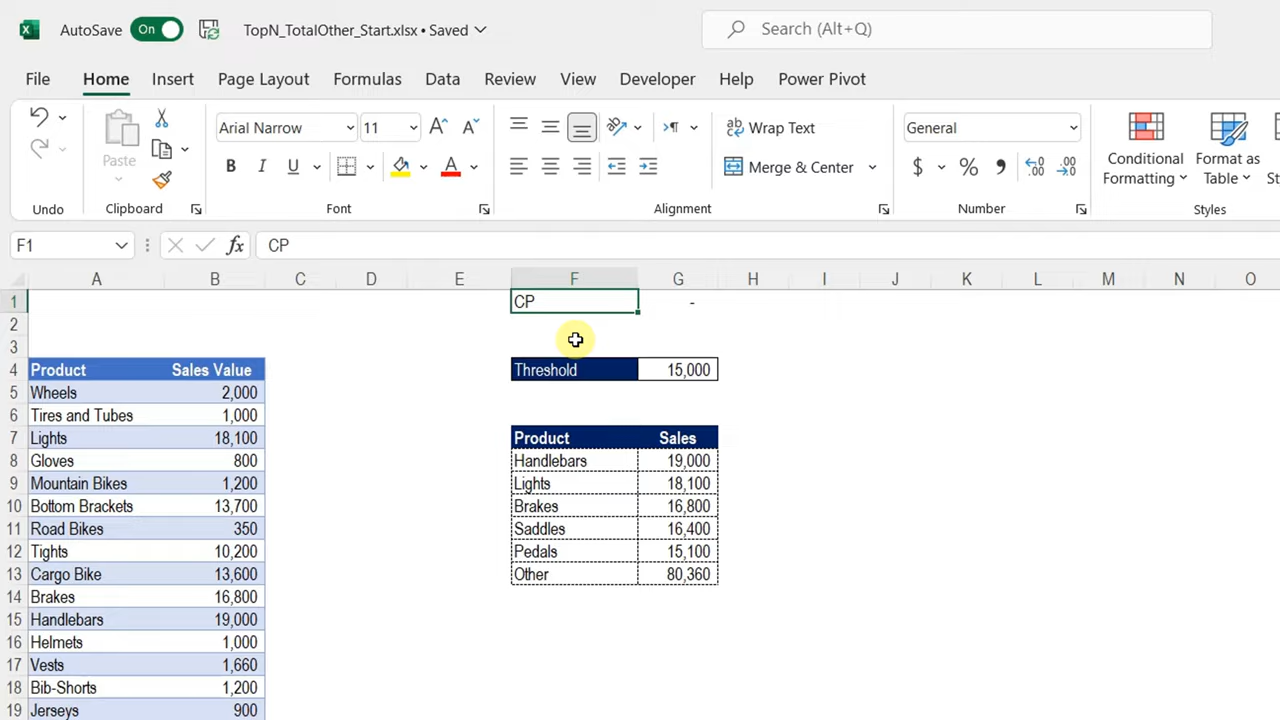 AutoSave On TopN_TotalOther_Start.xlsx • Saved Search (Alt+Q)
File Home Insert Page Layout Formulas Data Review View Developer Help Power Pivot
Arial Narrow 11 Wrap Text General
Paste B I U A Merge & Center $ % Conditional Formatting Format as Table
Undo Clipboard Font Alignment Number Styles
F1 fx CP
A B C D E F G H I J K L M N O
1 CP -
2
3
4 Product Sales Value Threshold 15,000
5 Wheels 2,000
6 Tires and Tubes 1,000
7 Lights 18,100 Product Sales
8 Gloves 800 Handlebars 19,000
9 Mountain Bikes 1,200 Lights 18,100
10 Bottom Brackets 13,700 Brakes 16,800
11 Road Bikes 350 Saddles 16,400
12 Tights 10,200 Pedals 15,100
13 Cargo Bike 13,600 Other 80,360
14 Brakes 16,800
15 Handlebars 19,000
16 Helmets 1,000
17 Vests 1,660
18 Bib-Shorts 1,200
19 Jerseys 900